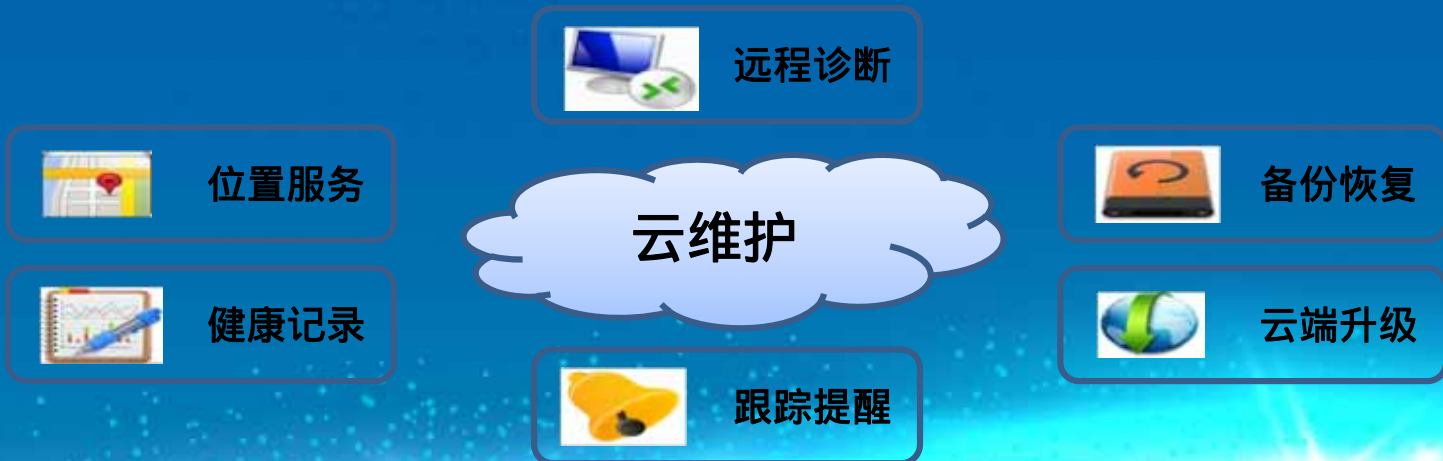 远程诊断
位置服务
备份恢复
云维护
健康记录
云端升级
跟踪提醒